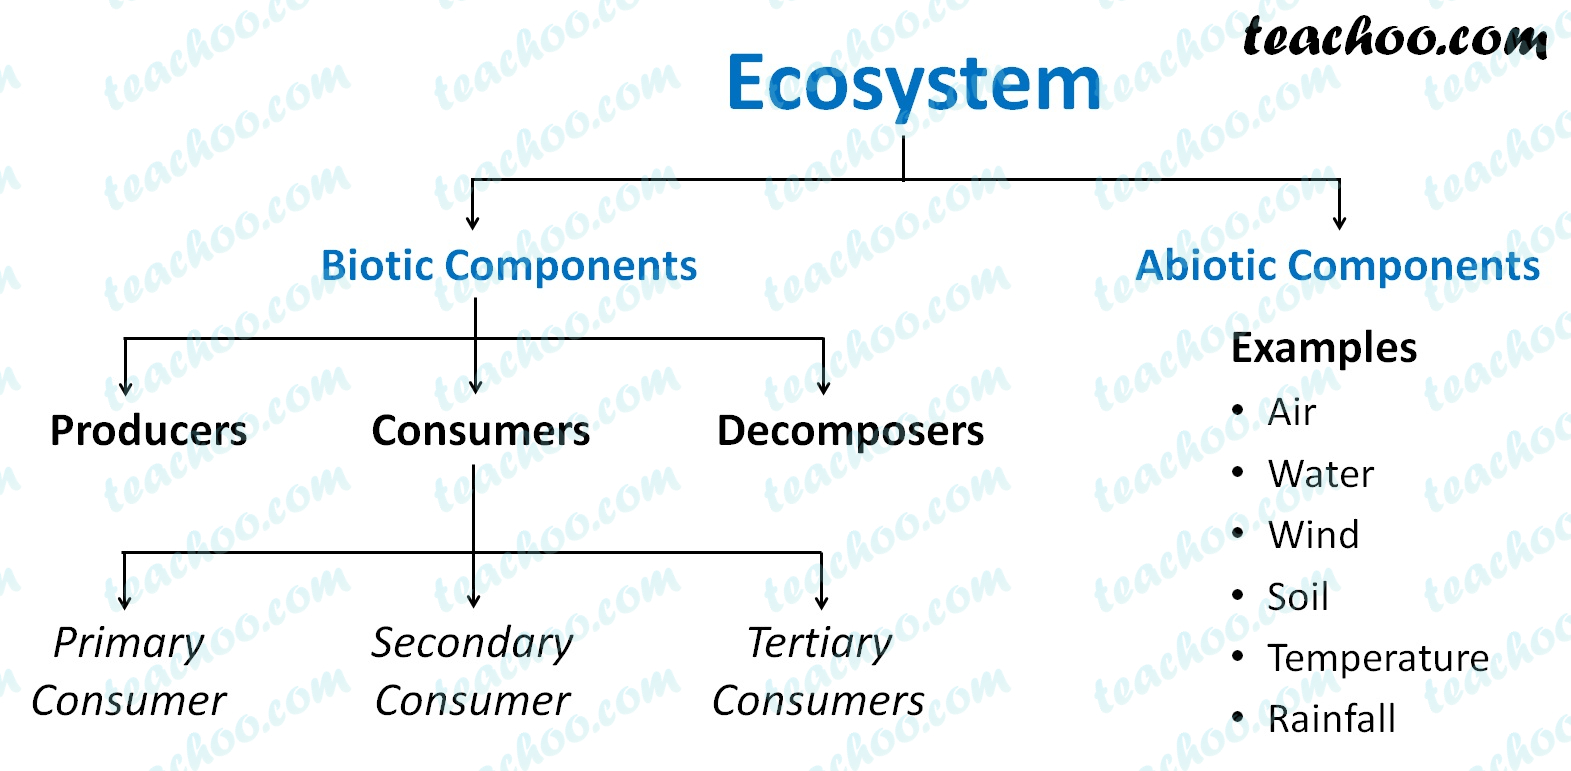 teachoo.com
Ecosystem
Biotic Components
Abiotic Components
Producers
Consumers
Decomposers
Primary
Consumer
Secondary
Consumer
Tertiary
Consumers
Examples
• Air
• Water
• Wind
• Soil
• Temperature
• Rainfall